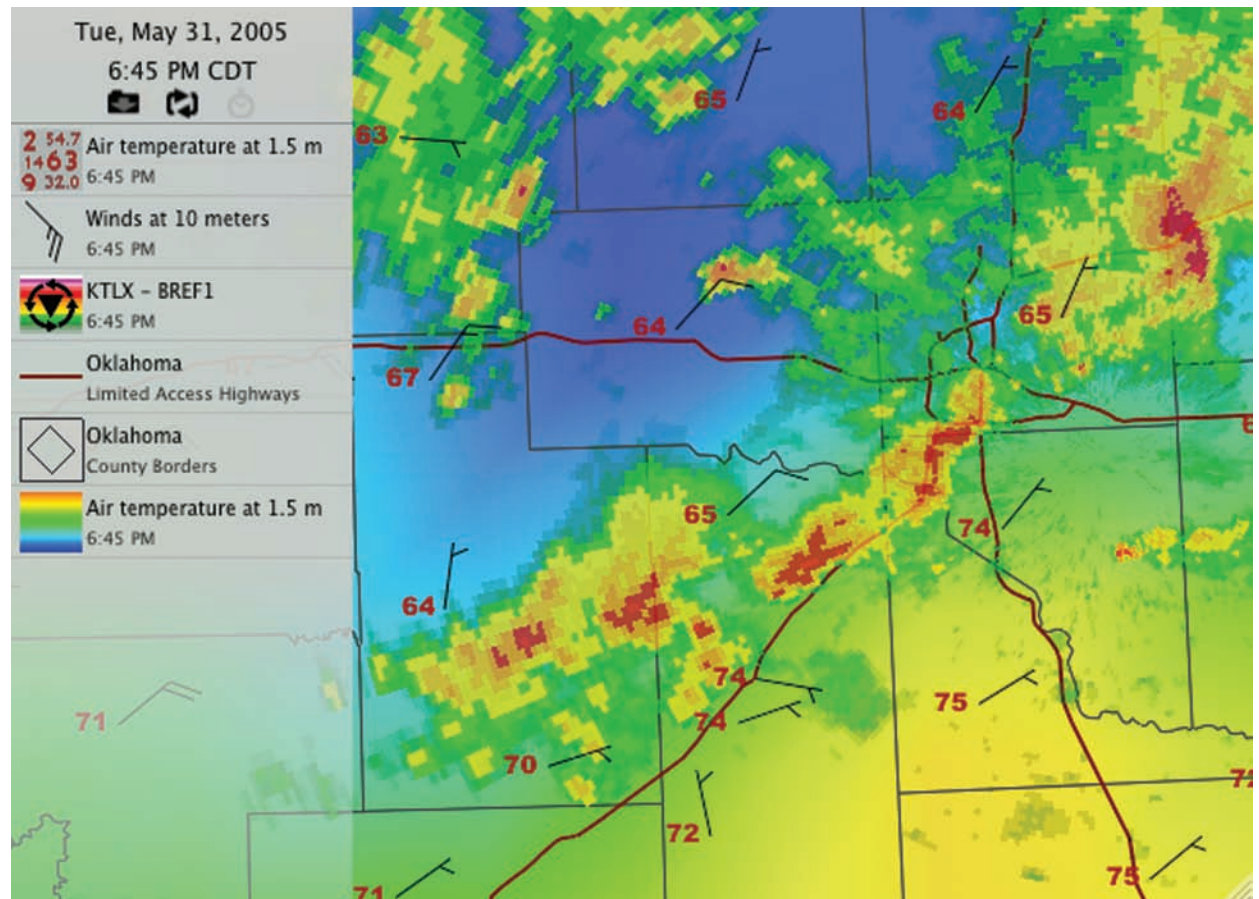 Tue, May 31, 2005
6:45 PM CDT
2 54.7
14 63
9 32.0
Air temperature at 1.5 m
6:45 PM
Winds at 10 meters
6:45 PM
KTLX - BREF1
6:45 PM
Oklahoma
Limited Access Highways
Oklahoma
County Borders
Air temperature at 1.5 m
6:45 PM
65
64
63
65
64
67
65
74
64
74
75
71
74
70
72
72
71
75